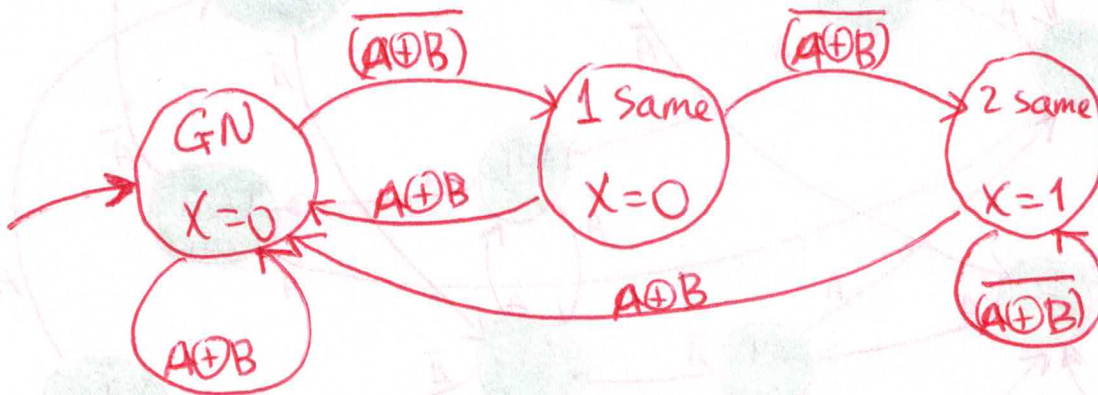 (A⊕B)̅
(A⊕B)̅
GN
X=0
1 same
X=0
2 same
X=1
A⊕B
A⊕B
A⊕B
(A⊕B)̅